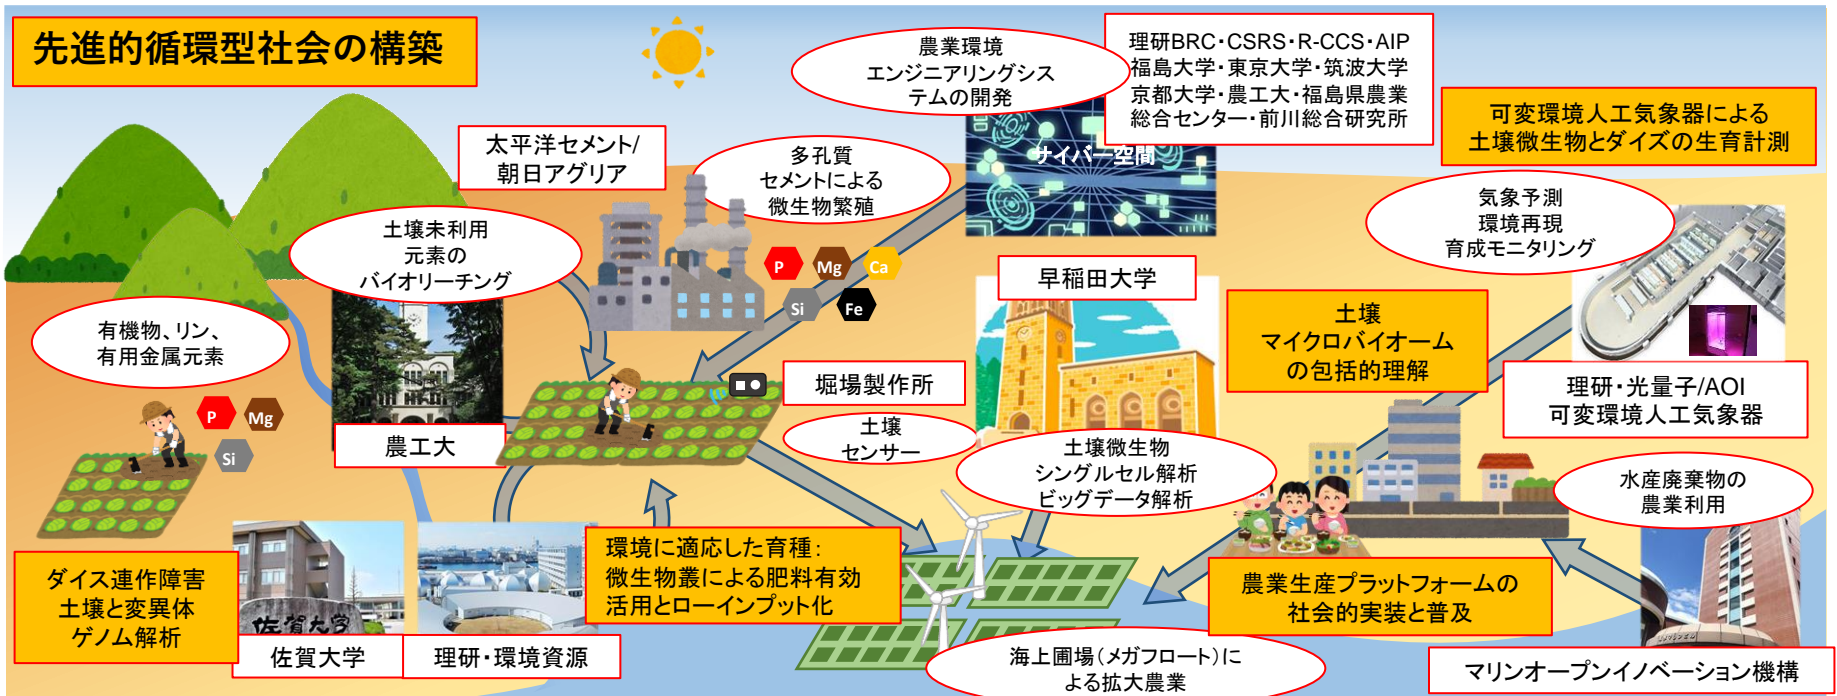 先進的循環型社会の構築
農業環境
エンジニアリングシス
テムの開発
理研BRC・CSRS・R-CCS・AIP
福島大学・東京大学・筑波大学
京都大学・農工大・福島県農業
総合センター・前川総合研究所
可変環境人工気象器による
土壌微生物とダイズの生育計測
太平洋セメント/
朝日アグリア
多孔質
セメントによる
微生物繁殖
サイバー空間
気象予測
環境再現
育成モニタリング
土壌未利用
元素の
バイオリーチング
P
Mg
Ca
Si
Fe
早稲田大学
有機物、リン、
有用金属元素
土壌
マイクロバイオーム
の包括的理解
堀場製作所
理研・光量子/AOI
可変環境人工気象器
P
Mg
Si
農工大
土壌
センサー
土壌微生物
シングルセル解析
ビッグデータ解析
水産廃棄物の
農業利用
ダイス連作障害
土壌と変異体
ゲノム解析
環境に適応した育種：
微生物叢による肥料有効
活用とローインプット化
農業生産プラットフォームの
社会的実装と普及
佐賀大学
佐賀大学
理研・環境資源
海上圃場(メガフロート)に
よる拡大農業
マリンオープンイノベーション機構